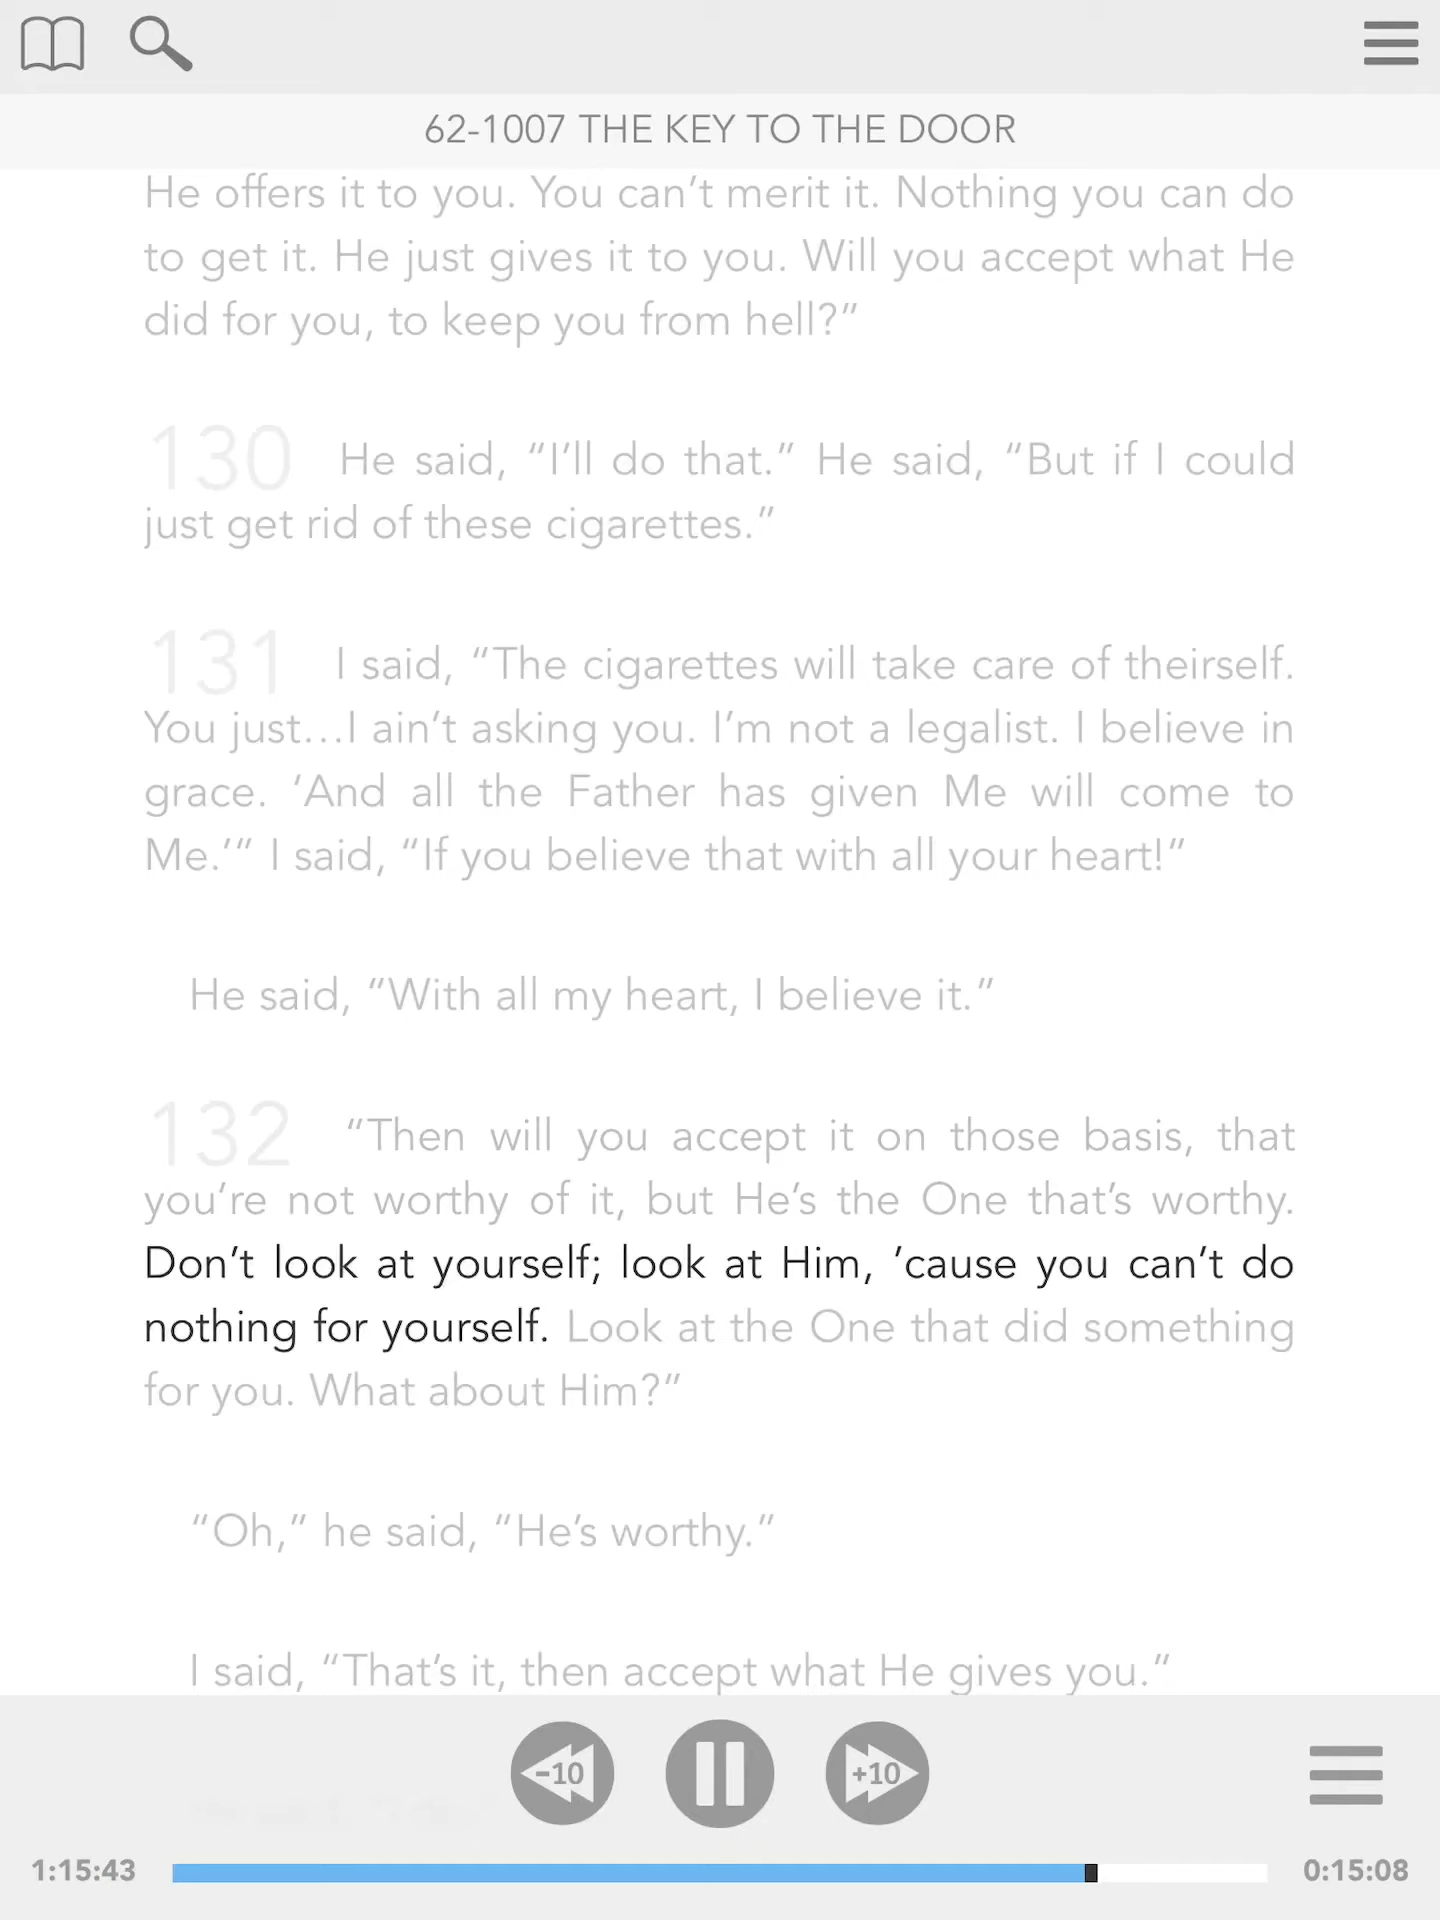 62-1007 THE KEY TO THE DOOR
He offers it to you. You can’t merit it. Nothing you can do
to get it. He just gives it to you. Will you accept what He
did for you, to keep you from hell?”
130 He said, “I’ll do that.” He said, “But if I could
just get rid of these cigarettes.”
131 I said, “The cigarettes will take care of theirself.
You just…I ain’t asking you. I’m not a legalist. I believe in
grace. ‘And all the Father has given Me will come to
Me.’” I said, “If you believe that with all your heart!”
He said, “With all my heart, I believe it.”
132 “Then will you accept it on those basis, that
you’re not worthy of it, but He’s the One that’s worthy.
Don’t look at yourself; look at Him, ’cause you can’t do
nothing for yourself. Look at the One that did something
for you. What about Him?”
“Oh,” he said, “He’s worthy.”
I said, “That’s it, then accept what He gives you.”
-10 +10
1:15:43 0:15:08